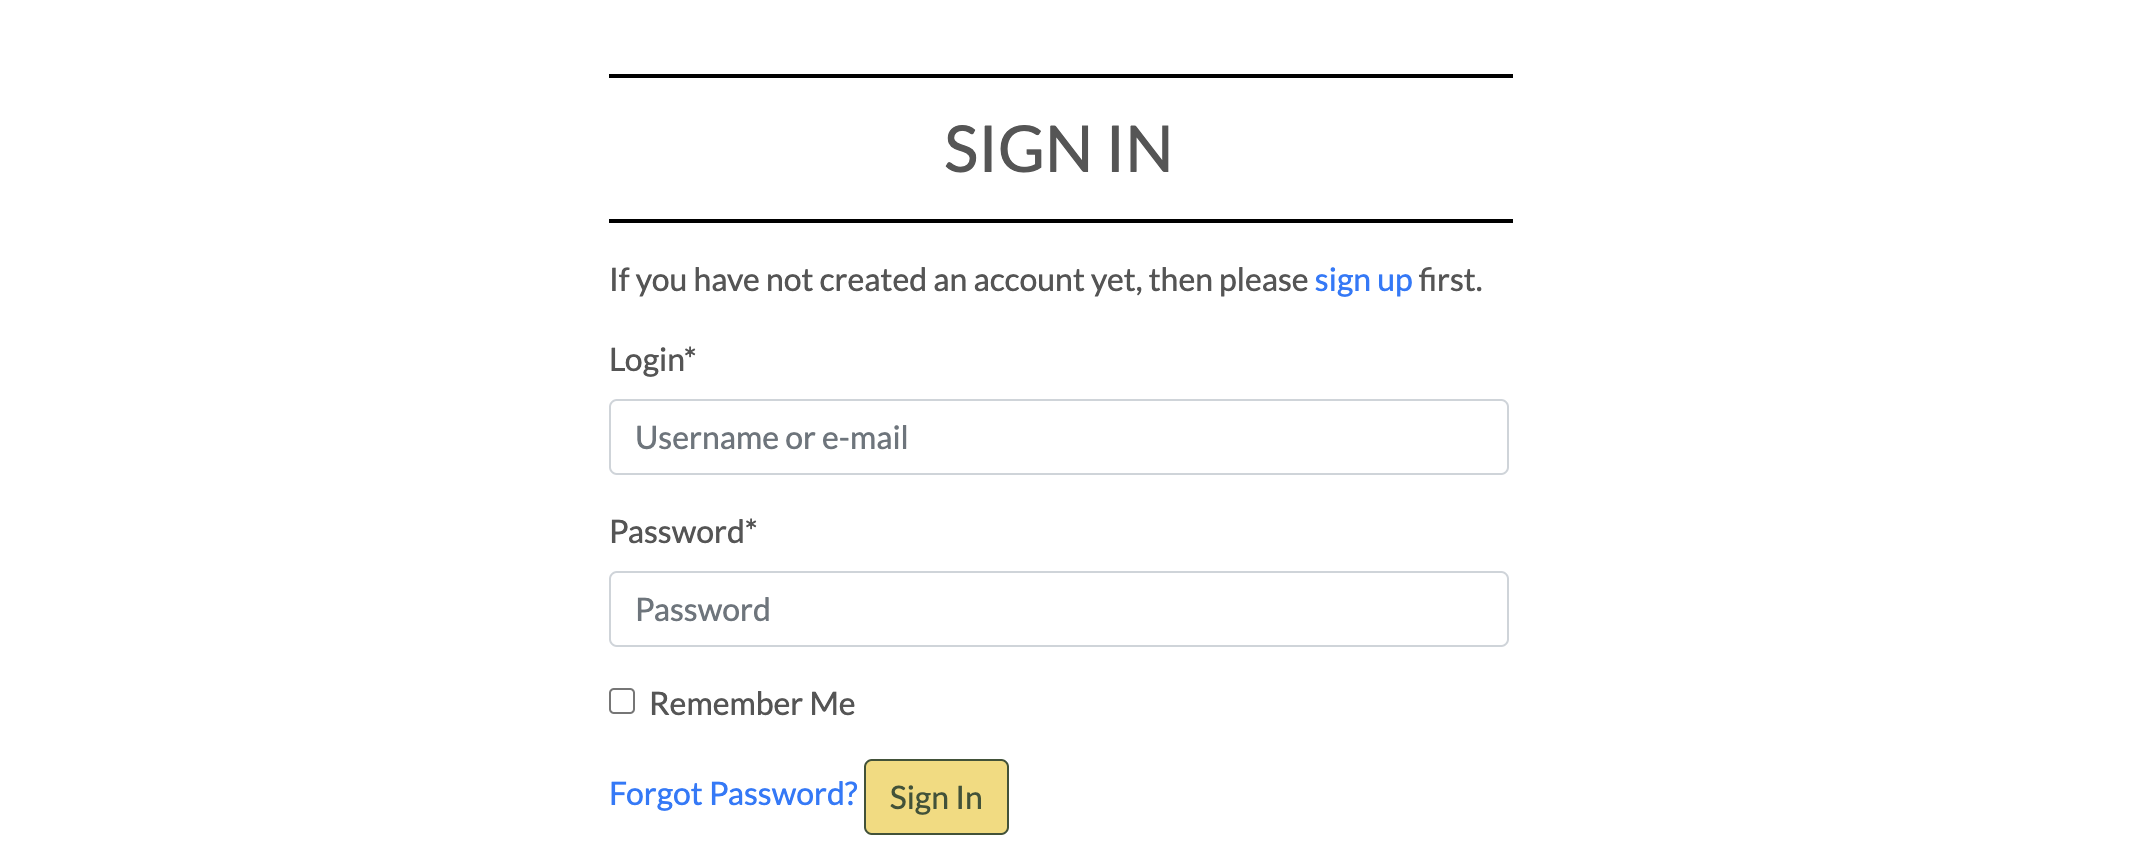 SIGN IN
If you have not created an account yet, then please sign up first.
Login*
Username or e-mail
Password*
Password
Remember Me
Forgot Password? Sign In